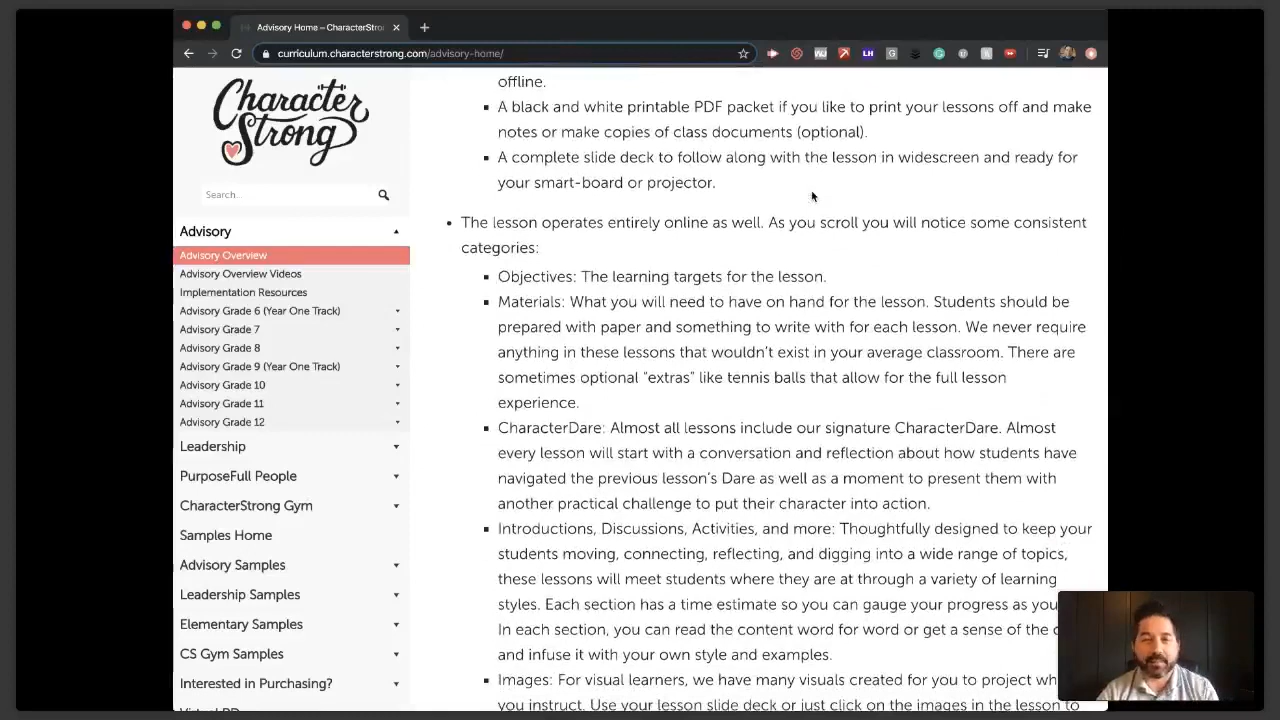 Advisory Home – CharacterStro
curriculum.characterstrong.com/advisory-home/
Character
Strong
Search...
Advisory
Advisory Overview
Advisory Overview Videos
Implementation Resources
Advisory Grade 6 (Year One Track)
Advisory Grade 7
Advisory Grade 8
Advisory Grade 9 (Year One Track)
Advisory Grade 10
Advisory Grade 11
Advisory Grade 12
Leadership
PurposeFull People
CharacterStrong Gym
Samples Home
Advisory Samples
Leadership Samples
Elementary Samples
CS Gym Samples
Interested in Purchasing?
Virtual PD
offline.
A black and white printable PDF packet if you like to print your lessons off and make
notes or make copies of class documents (optional).
A complete slide deck to follow along with the lesson in widescreen and ready for
your smart-board or projector.
The lesson operates entirely online as well. As you scroll you will notice some consistent
categories:
Objectives: The learning targets for the lesson.
Materials: What you will need to have on hand for the lesson. Students should be
prepared with paper and something to write with for each lesson. We never require
anything in these lessons that wouldn't exist in your average classroom. There are
sometimes optional "extras" like tennis balls that allow for the full lesson
experience.
CharacterDare: Almost all lessons include our signature CharacterDare. Almost
every lesson will start with a conversation and reflection about how students have
navigated the previous lesson's Dare as well as a moment to present them with
another practical challenge to put their character into action.
Introductions, Discussions, Activities, and more: Thoughtfully designed to keep your
students moving, connecting, reflecting, and digging into a wide range of topics,
these lessons will meet students where they are at through a variety of learning
styles. Each section has a time estimate so you can gauge your progress as you
In each section, you can read the content word for word or get a sense of the
and infuse it with your own style and examples.
Images: For visual learners, we have many visuals created for you to project wh
you instruct. Use your lesson slide deck or just click on the images in the lesson to